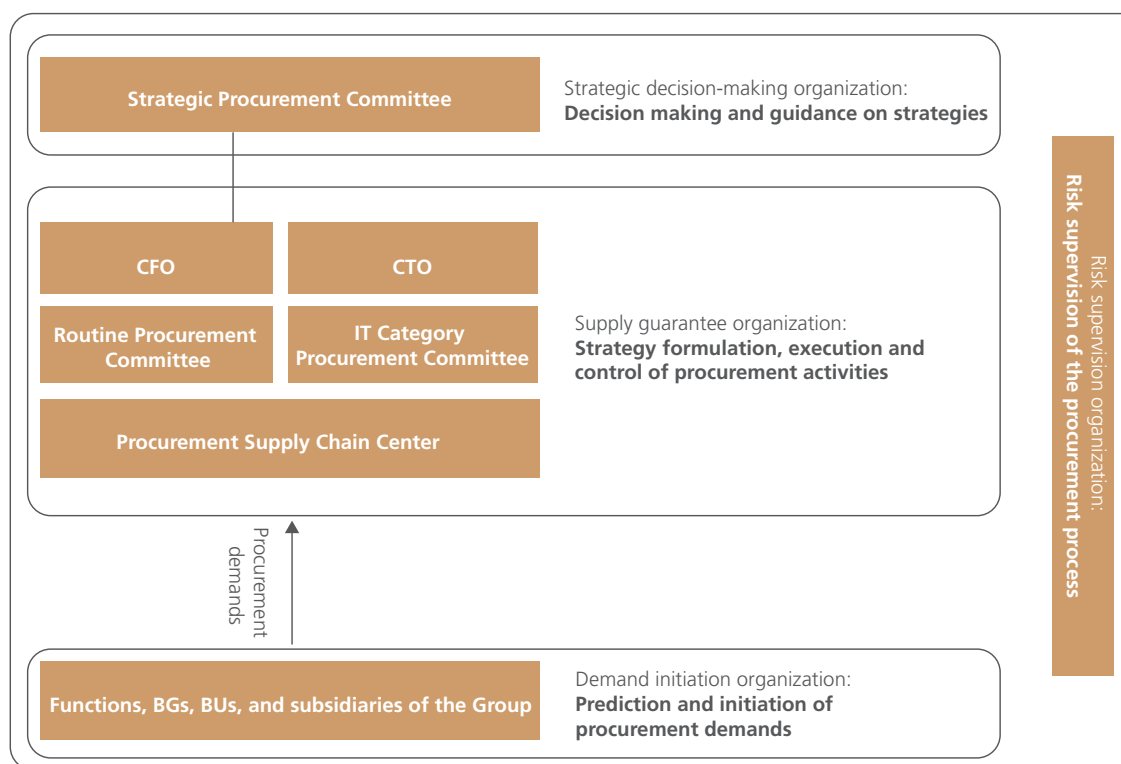 Strategic Procurement Committee
Strategic decision-making organization:
Decision making and guidance on strategies
CFO
CTO
Routine Procurement
Committee
IT Category
Procurement Committee
Procurement Supply Chain Center
Supply guarantee organization:
Strategy formulation, execution and
control of procurement activities
Procurement
demands
Functions, BGs, BUs, and subsidiaries of the Group
Demand initiation organization:
Prediction and initiation of
procurement demands
Risk supervision organization:
Risk supervision of the procurement process